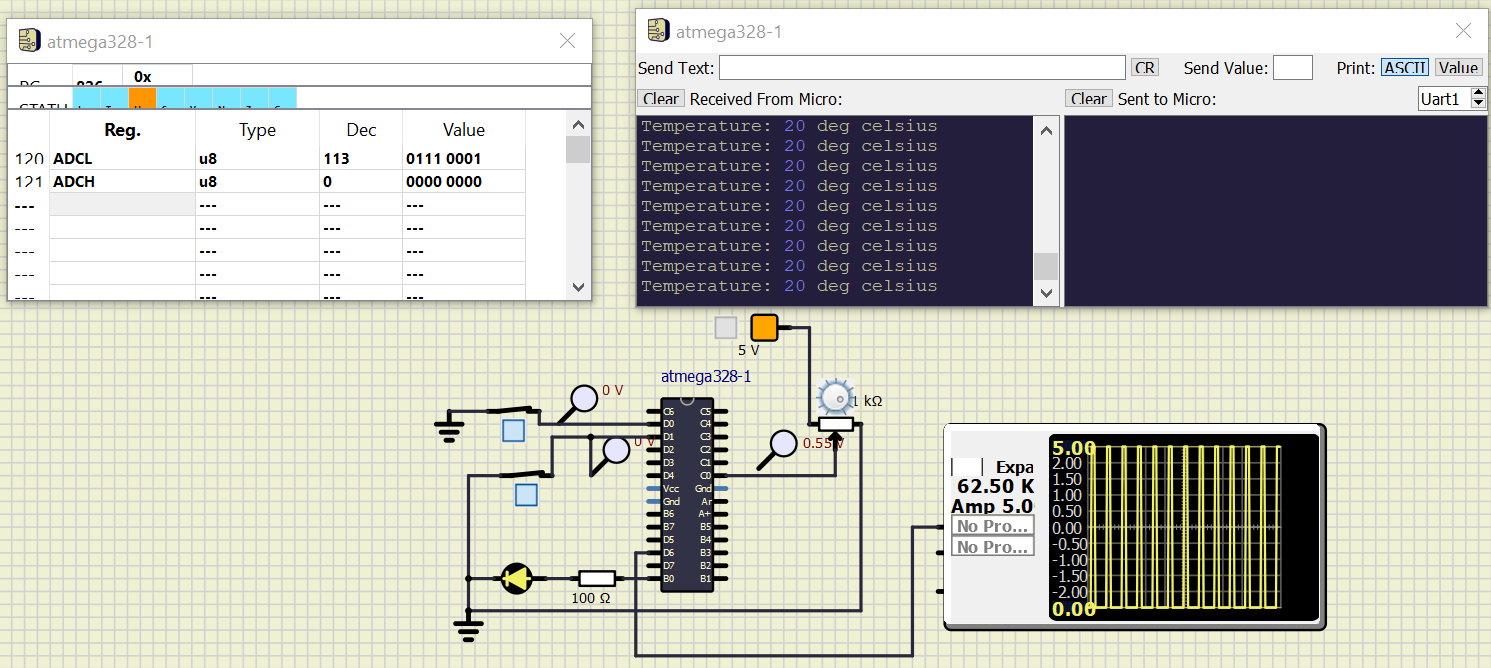 atmega328-1
0x
Reg. Type Dec Value
120 ADCL u8 113 0111 0001
121 ADCH u8 0 0000 0000
--- --- --- ---
--- --- --- ---
--- --- --- ---
--- --- --- ---
--- --- --- ---
atmega328-1
Send Text: CR Send Value: Print: ASCII Value
Clear Received From Micro: Clear Sent to Micro: Uart1
Temperature: 20 deg celsius
Temperature: 20 deg celsius
Temperature: 20 deg celsius
Temperature: 20 deg celsius
Temperature: 20 deg celsius
Temperature: 20 deg celsius
Temperature: 20 deg celsius
Temperature: 20 deg celsius
Temperature: 20 deg celsius
5 V
atmega328-1
0 V
1 kΩ
0 V
0.55 V
C6 C5
D0 C4
D1 C3
D2 C2
D3 C1
D4 C0
Vcc Gnd
Gnd Ar
B6 A+
B7 B5
D5 B4
D6 B3
D7 B2
B0 B1
100 Ω
Expa
62.50 K
Amp 5.0
No Pro...
No Pro...
5.00
2.00
1.50
1.00
0.50
0.00
-0.50
-1.00
-1.50
-2.00
0.00